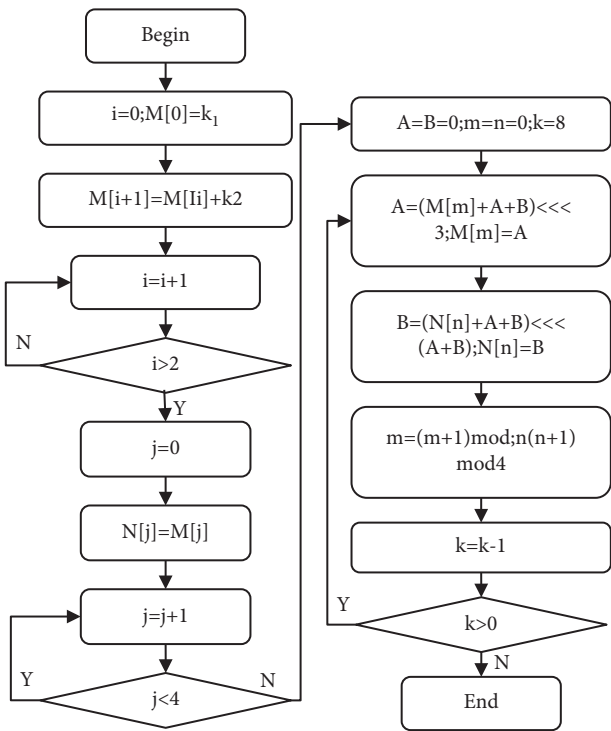 Begin
i=0;M[0]=k₁
M[i+1]=M[Ii]+k2
i=i+1
N
i>2
Y
j=0
N[j]=M[j]
j=j+1
Y
N
j<4
A=B=0;m=n=0;k=8
A=(M[m]+A+B)<<<
3;M[m]=A
B=(N[n]+A+B)<<<
(A+B);N[n]=B
m=(m+1)mod;n(n+1)
mod4
k=k-1
Y
k>0
N
End